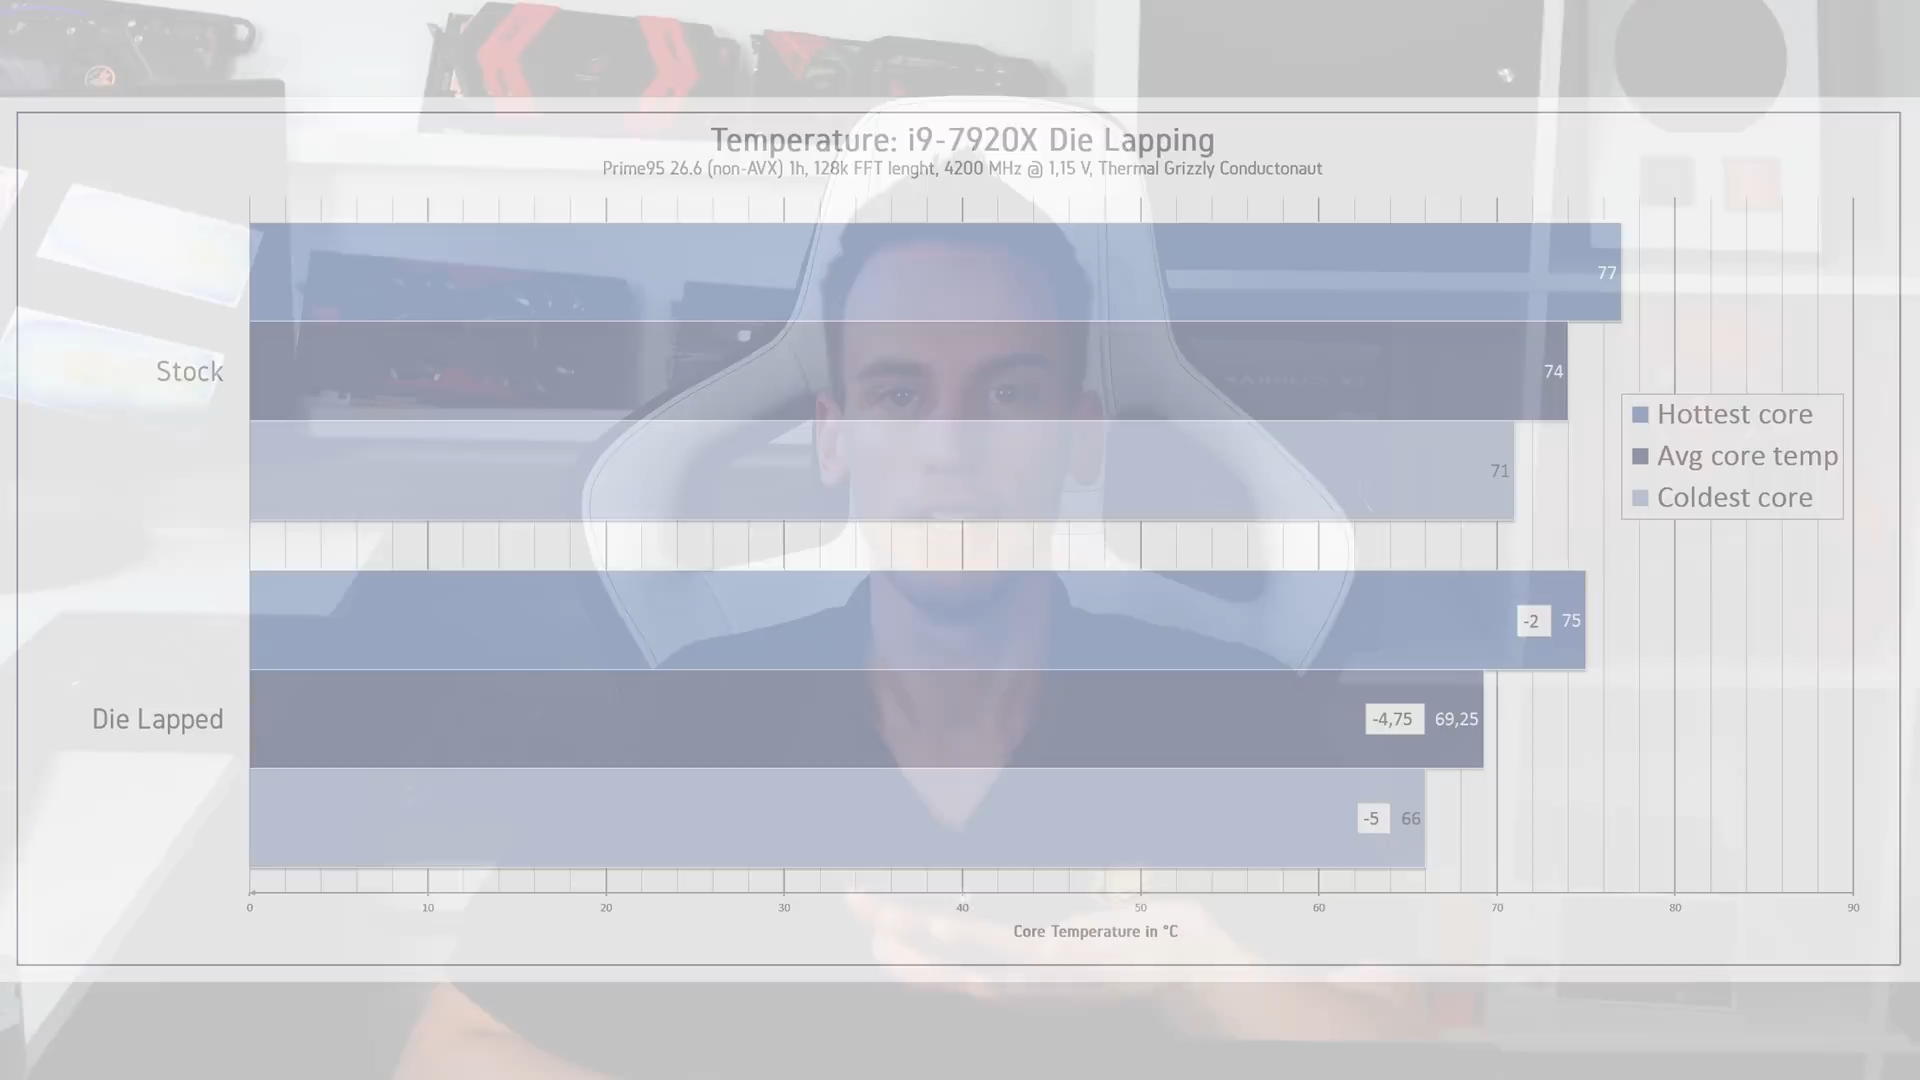 Temperature: i9-7920X Die Lapping
Prime95 26.6 (non-AVX) 1h, 128k FFT lenght, 4200 MHz @ 1,15 V, Thermal Grizzly Conductonaut
77
Stock
74
71
Hottest core
Avg core temp
Coldest core
-2 75
Die Lapped
-4,75 69,25
-5 66
0 10 20 30 40 50 60 70 80 90
Core Temperature in °C